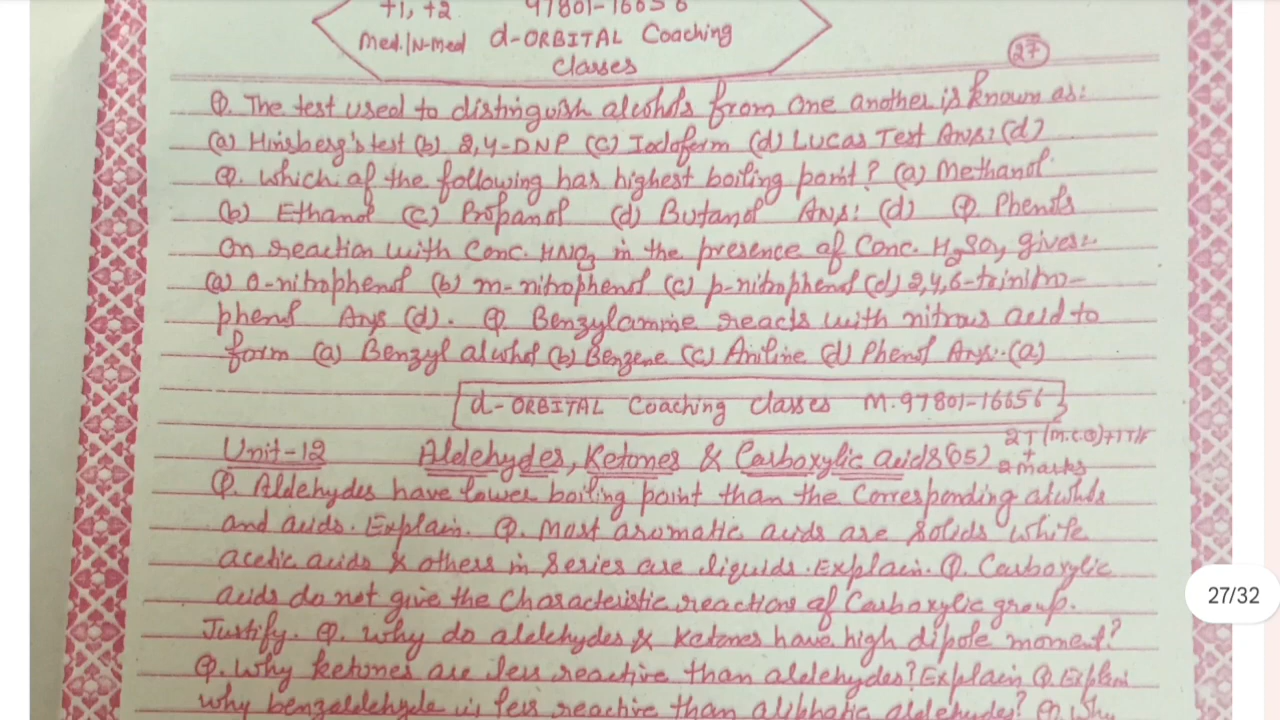 +1, +2 97801-16656
Med./N-med d-ORBITAL Coaching
Classes
27
Q. The test used to distinguish alcohols from one another is known as:
(a) Hinsberg's test (b) 2,4-DNP (c) Iodoform (d) Lucas Test Ans: (d)
Q. Which of the following has highest boiling point? (a) Methanol
(b) Ethanol (c) Propanol (d) Butanol Ans: (d) Q Phenols
on reaction with Conc. HNO3 in the presence of Conc. H2SO4 gives:
(a) o-nitrophenol (b) m-nitrophenol (c) p-nitrophenol (d) 2,4,6-trinitro-
phenol Ans (d). Q Benzylamine reacts with nitrous acid to
form (a) Benzyl alcohol (b) Benzene (c) Aniline (d) Phenol Ans:-(a)
d-ORBITAL Coaching Classes M. 97801-16656
2T (M.C.Q)+1T/F
Unit-12 Aldehydes, Ketones & Carboxylic acids (05) + 2 marks
Q. Aldehydes have lower boiling point than the corresponding alcohols
and acids. Explain. Q. Most aromatic acids are solids while
acetic acids & others in series are liquids. Explain. Q. Carboxylic
acids do not give the characteristic reactions of Carboxylic group.
Justify. Q. Why do aldehydes & Ketones have high dipole moment?
Q. Why ketones are less reactive than aldehydes? Explain Q. Explain
why benzaldehyde is less reactive than aliphatic aldehydes? Q. Why
27/32